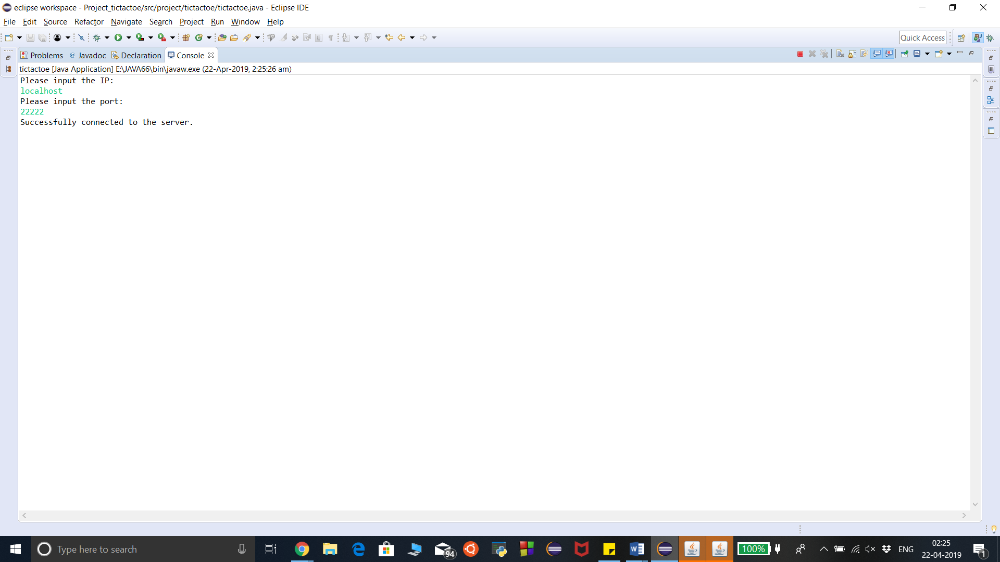 eclipse workspace - Project_tictactoe/src/project/tictactoe/tictactoe.java - Eclipse IDE
File Edit Source Refactor Navigate Search Project Run Window Help
Quick Access
Problems @ Javadoc Declaration Console
tictactoe [Java Application] E:\JAVA66\bin\javaw.exe (22-Apr-2019, 2:25:26 am)
Please input the IP:
localhost
Please input the port:
22222
Successfully connected to the server.
Type here to search
94
100%
ENG
02:25
22-04-2019
1